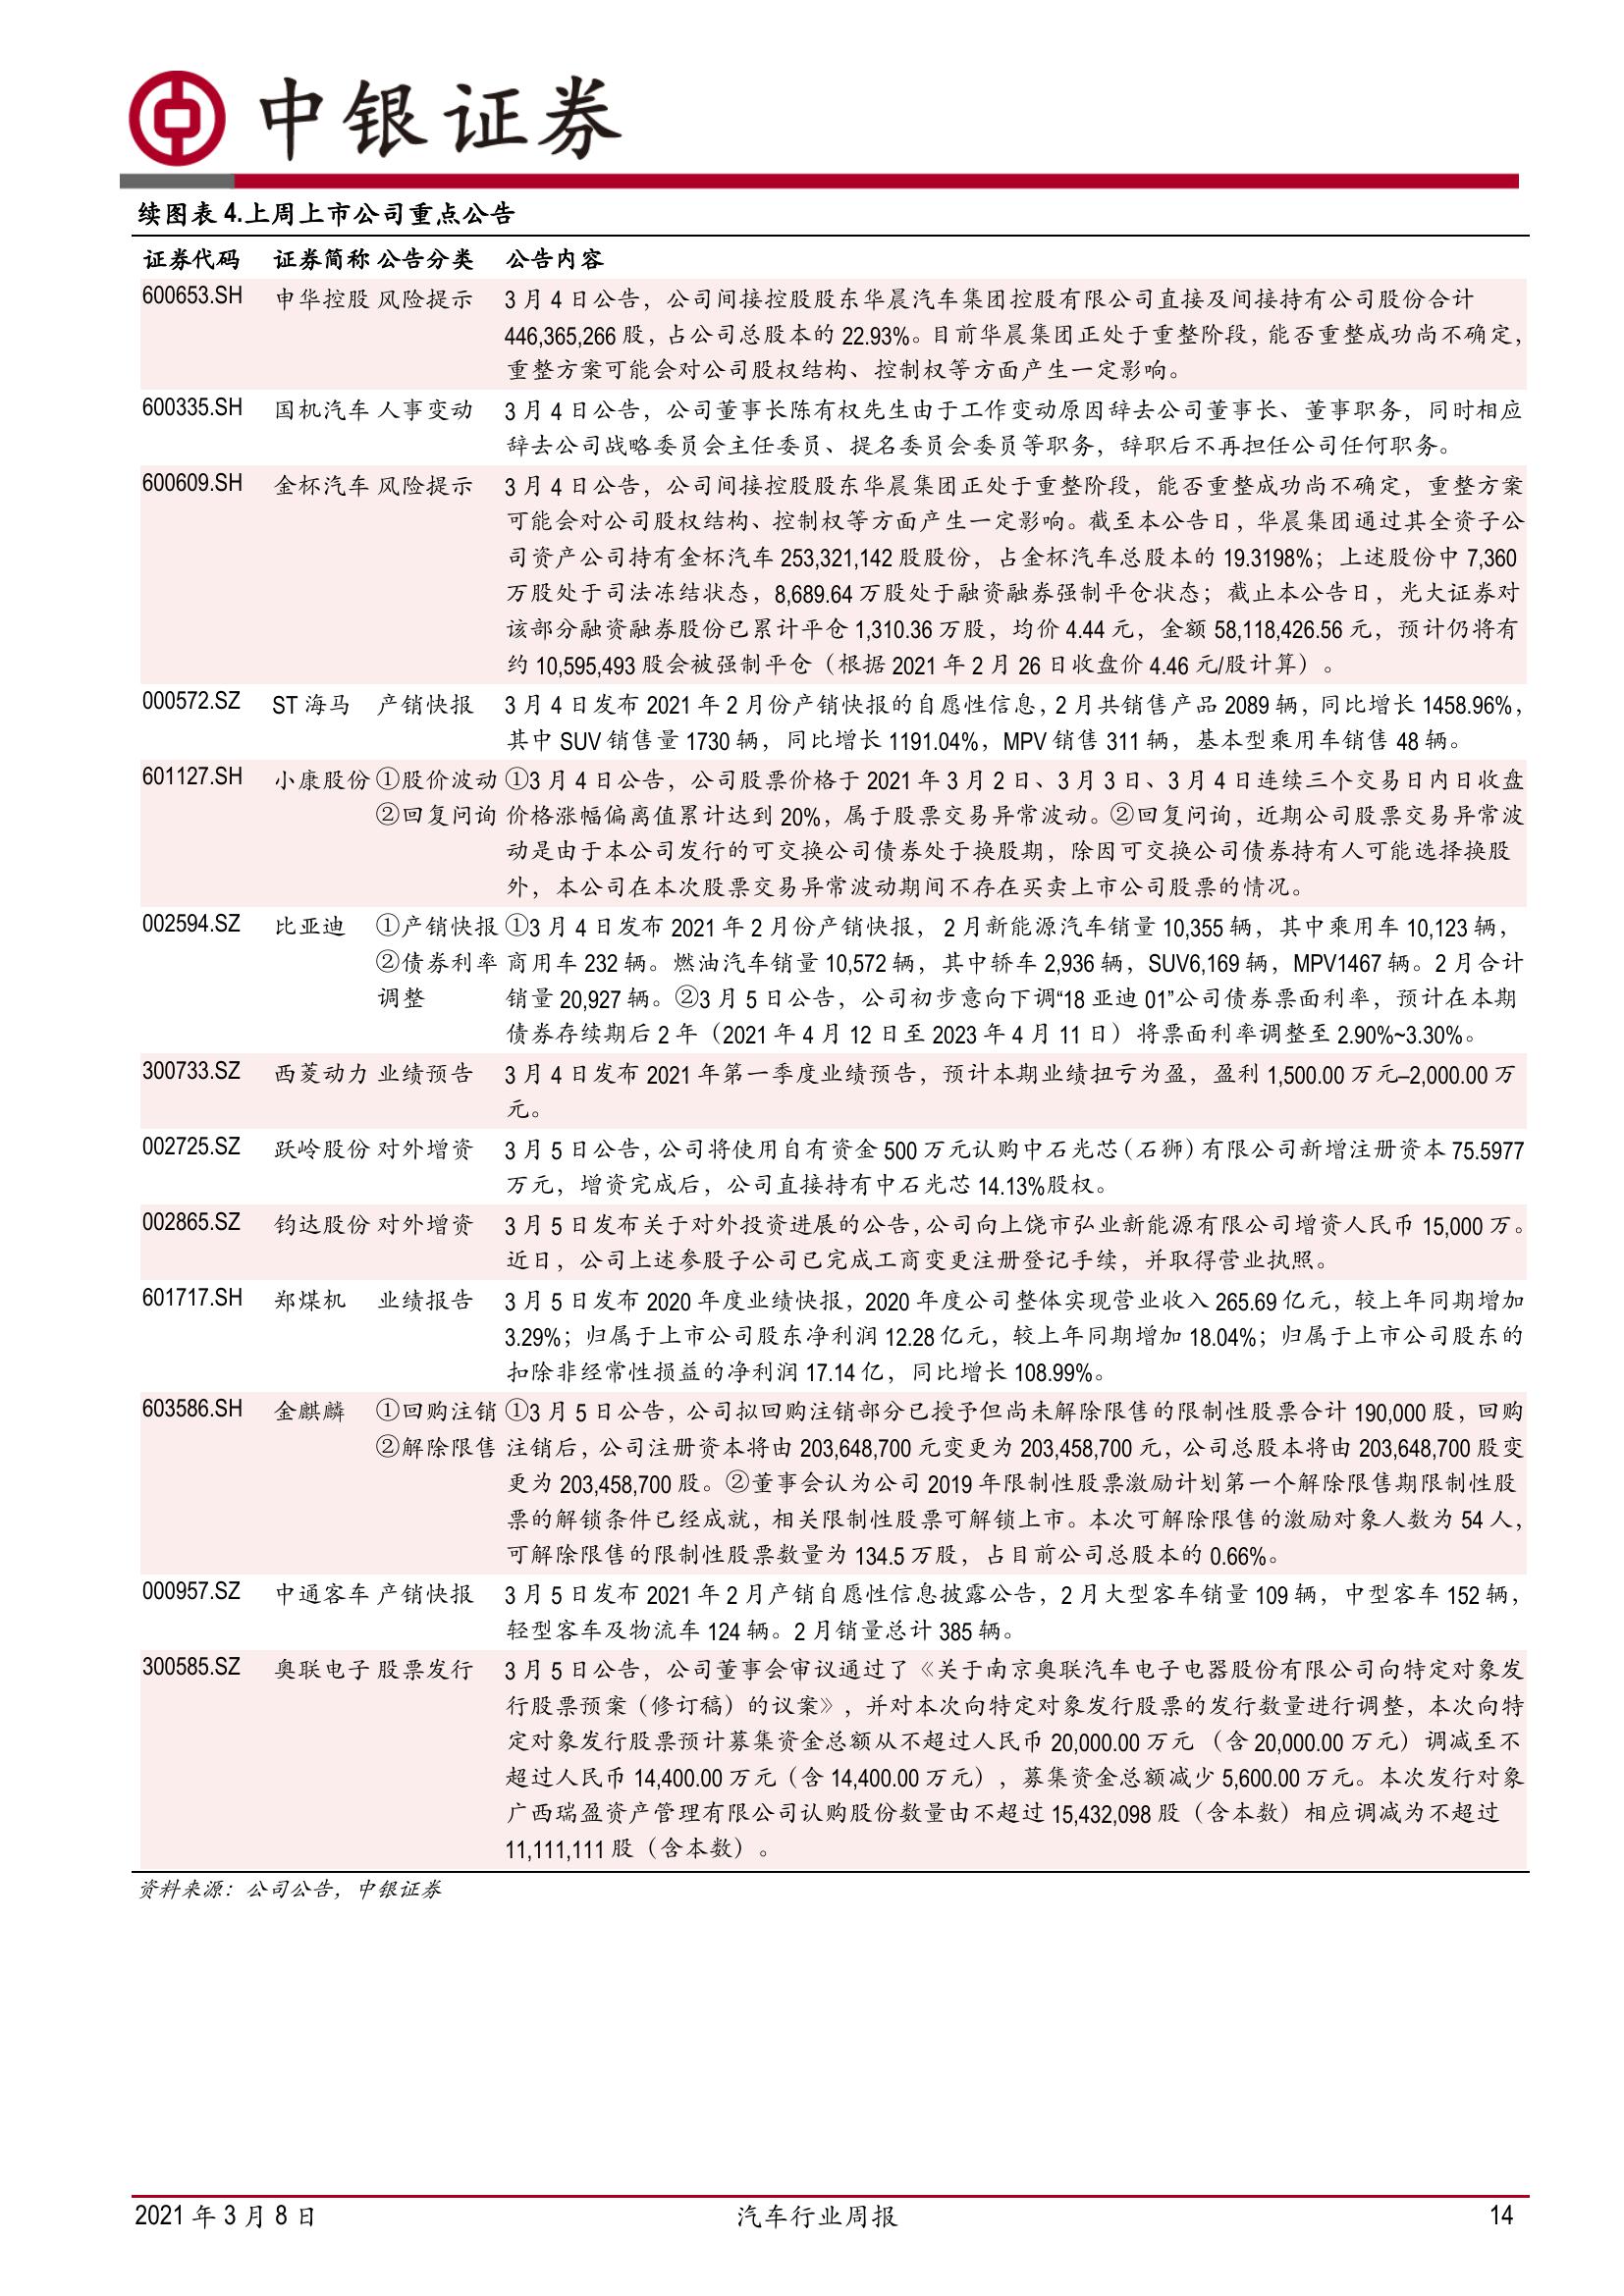 中银证券
续图表 4.上周上市公司重点公告
证券代码 证券简称 公告分类 公告内容
600653.SH 申华控股 风险提示 3 月 4 日公告，公司间接控股股东华晨汽车集团控股有限公司直接及间接持有公司股份合计
446,365,266 股，占公司总股本的 22.93%。目前华晨集团正处于重整阶段，能否重整成功尚不确定，
重整方案可能会对公司股权结构、控制权等方面产生一定影响。
600335.SH 国机汽车 人事变动 3 月 4 日公告，公司董事长陈有权先生由于工作变动原因辞去公司董事长、董事职务，同时相应
辞去公司战略委员会主任委员、提名委员会委员等职务，辞职后不再担任公司任何职务。
600609.SH 金杯汽车 风险提示 3 月 4 日公告，公司间接控股股东华晨集团正处于重整阶段，能否重整成功尚不确定，重整方案
可能会对公司股权结构、控制权等方面产生一定影响。截至本公告日，华晨集团通过其全资子公
司资产公司持有金杯汽车 253,321,142 股股份，占金杯汽车总股本的 19.3198%；上述股份中 7,360
万股处于司法冻结状态，8,689.64 万股处于融资融券强制平仓状态；截止本公告日，光大证券对
该部分融资融券股份已累计平仓 1,310.36 万股，均价 4.44 元，金额 58,118,426.56 元，预计仍将有
约 10,595,493 股会被强制平仓（根据 2021 年 2 月 26 日收盘价 4.46 元/股计算）。
000572.SZ ST 海马 产销快报 3 月 4 日发布 2021 年 2 月份产销快报的自愿性信息，2 月共销售产品 2089 辆，同比增长 1458.96%，
其中 SUV 销售量 1730 辆，同比增长 1191.04%，MPV 销售 311 辆，基本型乘用车销售 48 辆。
601127.SH 小康股份 ①股价波动 ①3 月 4 日公告，公司股票价格于 2021 年 3 月 2 日、3 月 3 日、3 月 4 日连续三个交易日内日收盘
②回复问询 价格涨幅偏离值累计达到 20%，属于股票交易异常波动。②回复问询，近期公司股票交易异常波
动是由于本公司发行的可交换公司债券处于换股期，除因可交换公司债券持有人可能选择换股
外，本公司在本次股票交易异常波动期间不存在买卖上市公司股票的情况。
002594.SZ 比亚迪 ①产销快报 ①3 月 4 日发布 2021 年 2 月份产销快报， 2 月新能源汽车销量 10,355 辆，其中乘用车 10,123 辆，
②债券利率 商用车 232 辆。燃油汽车销量 10,572 辆，其中轿车 2,936 辆，SUV6,169 辆，MPV1467 辆。2 月合计
调整 销量 20,927 辆。②3 月 5 日公告，公司初步意向下调“18 亚迪 01”公司债券票面利率，预计在本期
债券存续期后 2 年（2021 年 4 月 12 日至 2023 年 4 月 11 日）将票面利率调整至 2.90%~3.30%。
300733.SZ 西菱动力 业绩预告 3 月 4 日发布 2021 年第一季度业绩预告，预计本期业绩扭亏为盈，盈利 1,500.00 万元–2,000.00 万
元。
002725.SZ 跃岭股份 对外增资 3 月 5 日公告，公司将使用自有资金 500 万元认购中石光芯（石狮）有限公司新增注册资本 75.5977
万元，增资完成后，公司直接持有中石光芯 14.13%股权。
002865.SZ 钧达股份 对外增资 3 月 5 日发布关于对外投资进展的公告，公司向上饶市弘业新能源有限公司增资人民币 15,000 万。
近日，公司上述参股子公司已完成工商变更注册登记手续，并取得营业执照。
601717.SH 郑煤机 业绩报告 3 月 5 日发布 2020 年度业绩快报，2020 年度公司整体实现营业收入 265.69 亿元，较上年同期增加
3.29%；归属于上市公司股东净利润 12.28 亿元，较上年同期增加 18.04%；归属于上市公司股东的
扣除非经常性损益的净利润 17.14 亿，同比增长 108.99%。
603586.SH 金麒麟 ①回购注销 ①3 月 5 日公告，公司拟回购注销部分已授予但尚未解除限售的限制性股票合计 190,000 股，回购
②解除限售 注销后，公司注册资本将由 203,648,700 元变更为 203,458,700 元，公司总股本将由 203,648,700 股变
更为 203,458,700 股。②董事会认为公司 2019 年限制性股票激励计划第一个解除限售期限制性股
票的解锁条件已经成就，相关限制性股票可解锁上市。本次可解除限售的激励对象人数为 54 人，
可解除限售的限制性股票数量为 134.5 万股，占目前公司总股本的 0.66%。
000957.SZ 中通客车 产销快报 3 月 5 日发布 2021 年 2 月产销自愿性信息披露公告，2 月大型客车销量 109 辆，中型客车 152 辆，
轻型客车及物流车 124 辆。2 月销量总计 385 辆。
300585.SZ 奥联电子 股票发行 3 月 5 日公告，公司董事会审议通过了《关于南京奥联汽车电子电器股份有限公司向特定对象发
行股票预案（修订稿）的议案》，并对本次向特定对象发行股票的发行数量进行调整，本次向特
定对象发行股票预计募集资金总额从不超过人民币 20,000.00 万元 （含 20,000.00 万元）调减至不
超过人民币 14,400.00 万元（含 14,400.00 万元），募集资金总额减少 5,600.00 万元。本次发行对象
广西瑞盈资产管理有限公司认购股份数量由不超过 15,432,098 股（含本数）相应调减为不超过
11,111,111 股（含本数）。
资料来源：公司公告，中银证券
2021 年 3 月 8 日 汽车行业周报 14